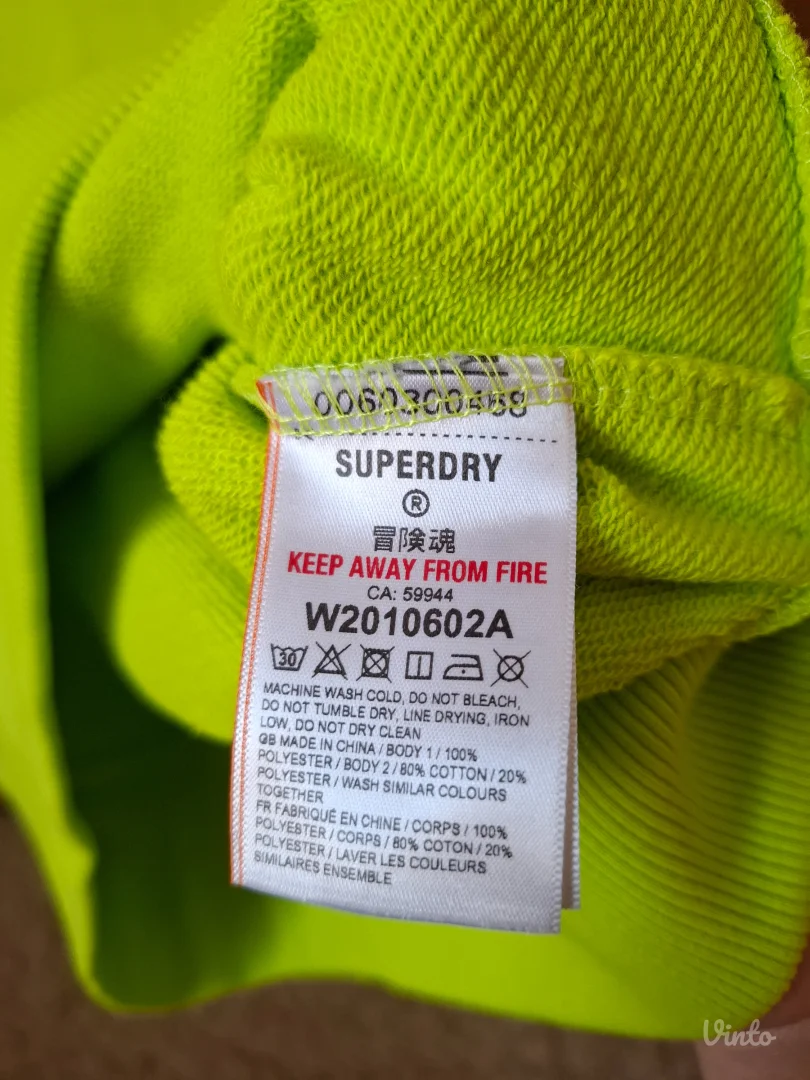 0060300468
SUPERDRY
®
冒険魂
KEEP AWAY FROM FIRE
CA: 59944
W2010602A
30
MACHINE WASH COLD, DO NOT BLEACH,
DO NOT TUMBLE DRY, LINE DRYING, IRON
LOW, DO NOT DRY CLEAN
GB MADE IN CHINA / BODY 1 / 100%
POLYESTER / BODY 2 / 80% COTTON / 20%
POLYESTER / WASH SIMILAR COLOURS
TOGETHER
FR FABRIQUÉ EN CHINE / CORPS / 100%
POLYESTER / CORPS / 80% COTON / 20%
POLYESTER / LAVER LES COULEURS
SIMILAIRES ENSEMBLE
Vinto